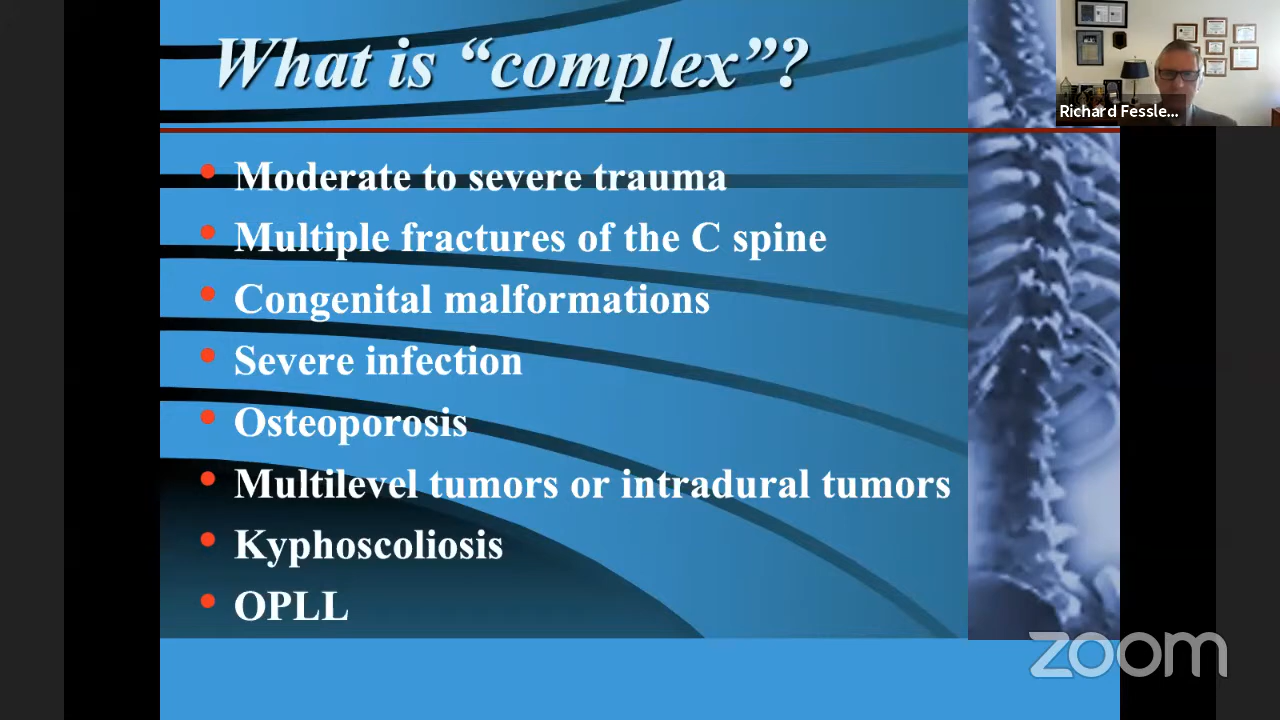 What is “complex”?
Richard Fessle...
• Moderate to severe trauma
• Multiple fractures of the C spine
• Congenital malformations
• Severe infection
• Osteoporosis
• Multilevel tumors or intradural tumors
• Kyphoscoliosis
• OPLL
zoom